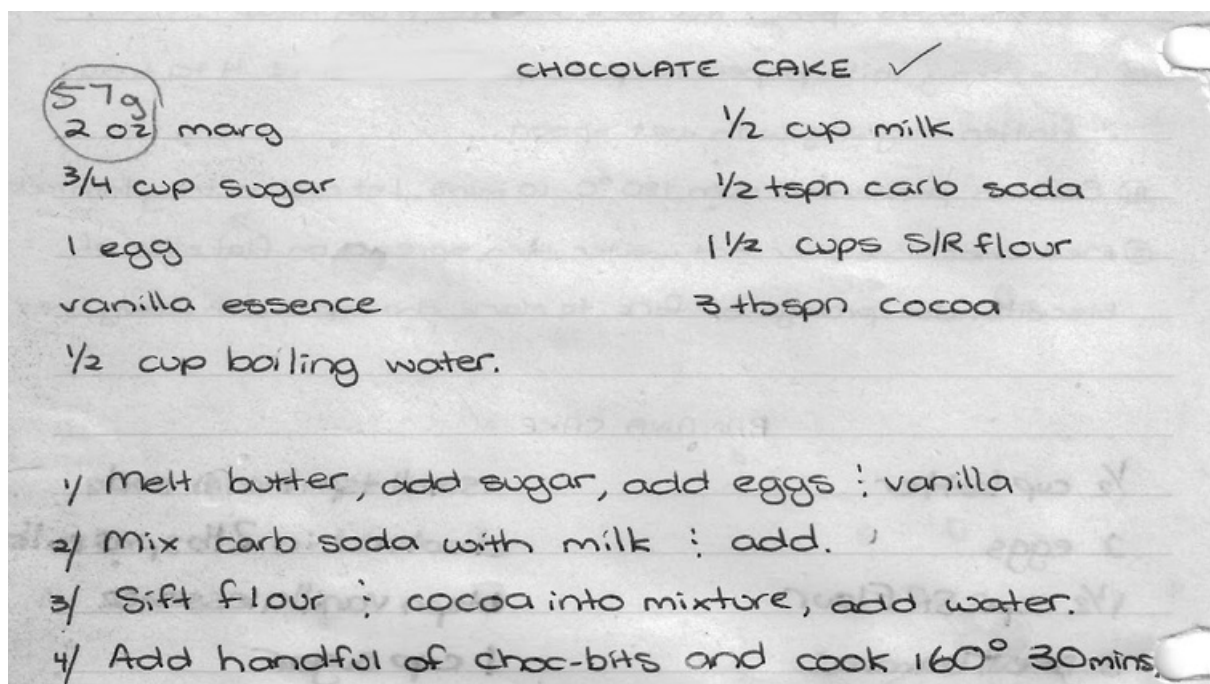 CHOCOLATE CAKE ✓
57g
2 oz marg
3/4 cup sugar
1 egg
vanilla essence
1/2 cup boiling water.
1/2 cup milk
1/2 tspn carb soda
1 1/2 cups S/R flour
3 tbspn cocoa
1/ Melt butter, add sugar, add eggs : vanilla
2/ Mix carb soda with milk : add.
3/ Sift flour : cocoa into mixture, add water.
4/ Add handful of choc-bits and cook 160° 30mins.